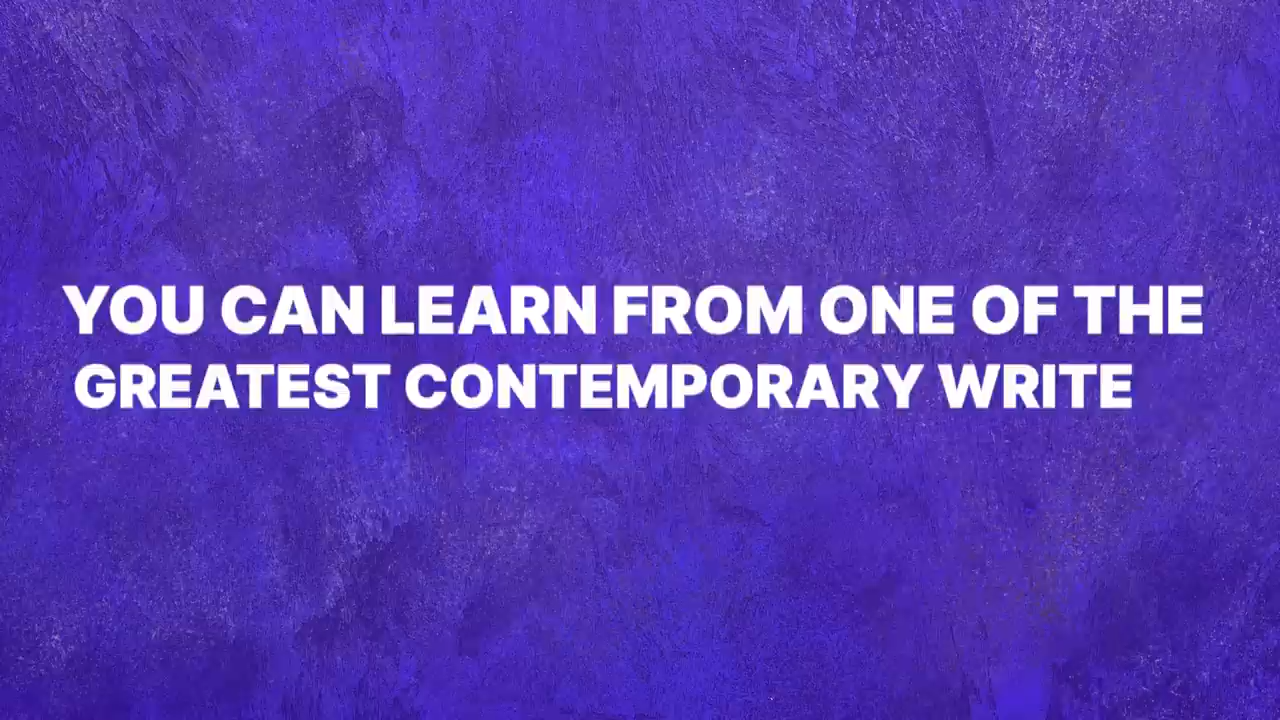 YOU CAN LEARN FROM ONE OF THE
GREATEST CONTEMPORARY WRITE